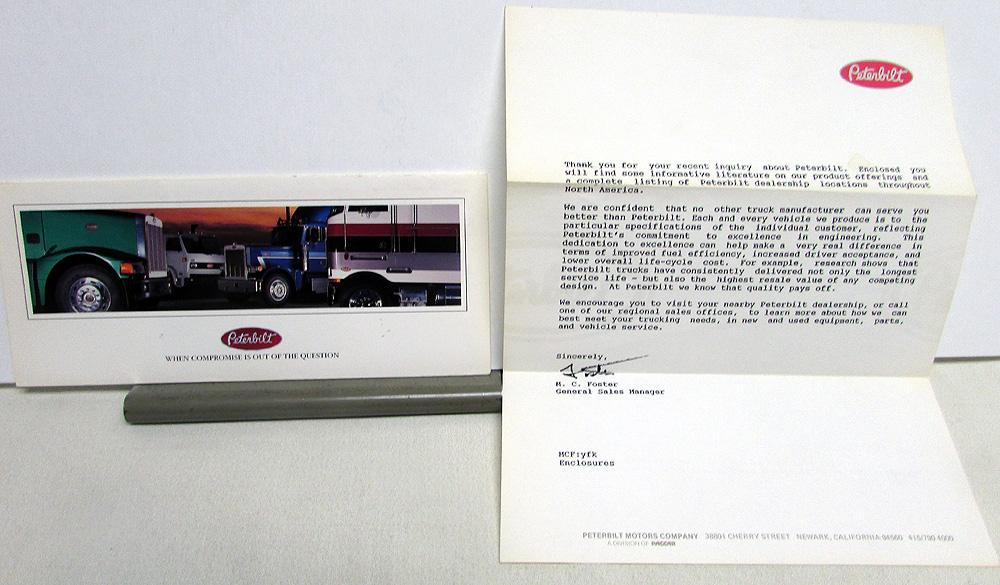 Peterbilt
WHEN COMPROMISE IS OUT OF THE QUESTION
Peterbilt
Thank you for your recent inquiry about Peterbilt. Enclosed you
will find some informative literature on our product offerings and
a complete listing of Peterbilt dealership locations throughout
North America.
We are confident that no other truck manufacturer can serve you
better than Peterbilt. Each and every vehicle we produce is to the
particular specifications of the individual customer, reflecting
Peterbilt's commitment to excellence in engineering. This
dedication to excellence can help make a very real difference in
terms of improved fuel efficiency, increased driver acceptance, and
lower overall life-cycle cost. For example, research shows that
Peterbilt trucks have consistently delivered not only the longest
service life - but also the highest resale value of any competing
design. At Peterbilt we know that quality pays off.
We encourage you to visit your nearby Peterbilt dealership, or call
one of our regional sales offices, to learn more about how we can
best meet your trucking needs, in new and used equipment, parts,
and vehicle service.
Sincerely,
M. C. Foster
General Sales Manager
MCF:yfk
Enclosures
PETERBILT MOTORS COMPANY 38801 CHERRY STREET NEWARK, CALIFORNIA 94560 415/790-4000
A DIVISION OF PACCAR